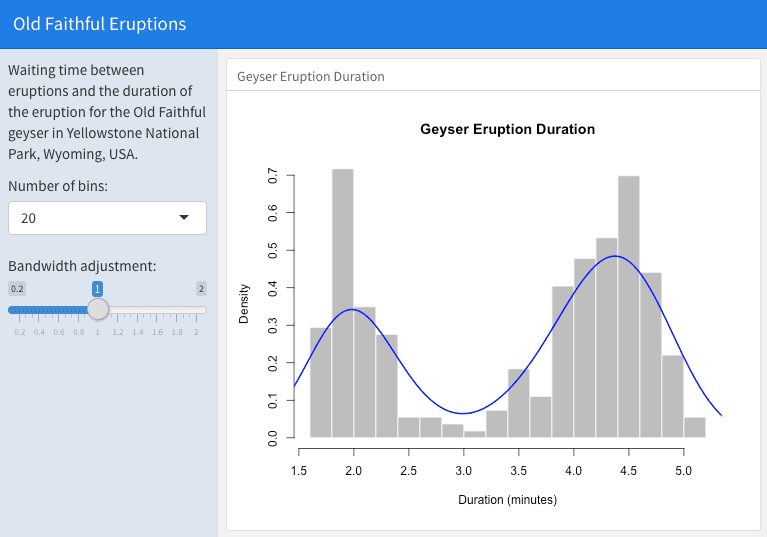 Old Faithful Eruptions
Waiting time between
eruptions and the duration of
the eruption for the Old Faithful
geyser in Yellowstone National
Park, Wyoming, USA.
Number of bins:
20
Bandwidth adjustment:
0.2 1 2
0.2 0.4 0.6 0.8 1 1.2 1.4 1.6 1.8 2
Geyser Eruption Duration
Geyser Eruption Duration
Density
0.7
0.6
0.5
0.4
0.3
0.2
0.1
0.0
1.5 2.0 2.5 3.0 3.5 4.0 4.5 5.0
Duration (minutes)